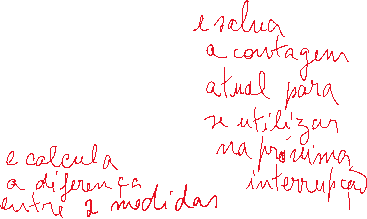 e salva
a contagem
atual para
se utilizar
na próxima
interrupção
e calcula
a diferença
entre 2 medidas